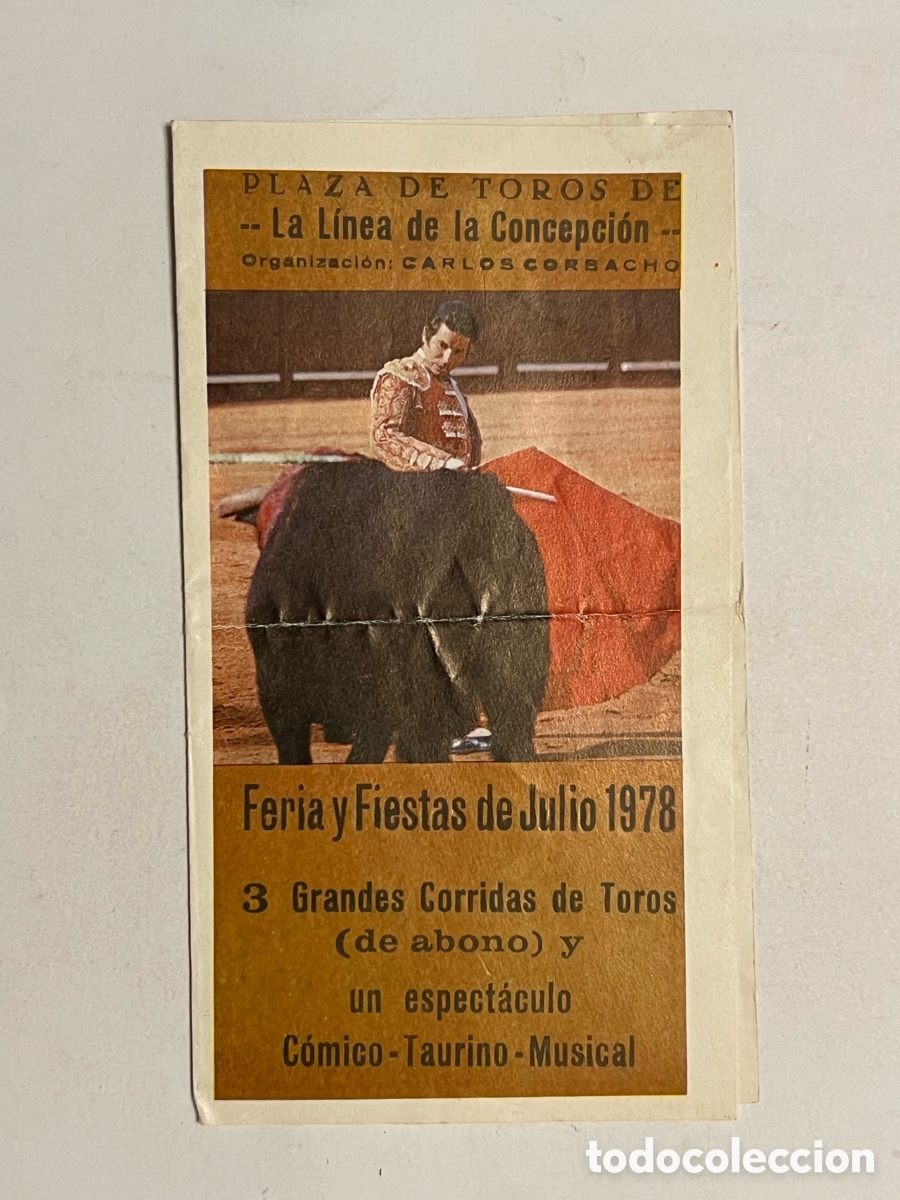 PLAZA DE TOROS DE
-- La Línea de la Concepción --
Organización: CARLOS CORBACHO
Feria y Fiestas de Julio 1978
3 Grandes Corridas de Toros
(de abono) y
un espectáculo
Cómico - Taurino - Musical
todocoleccion